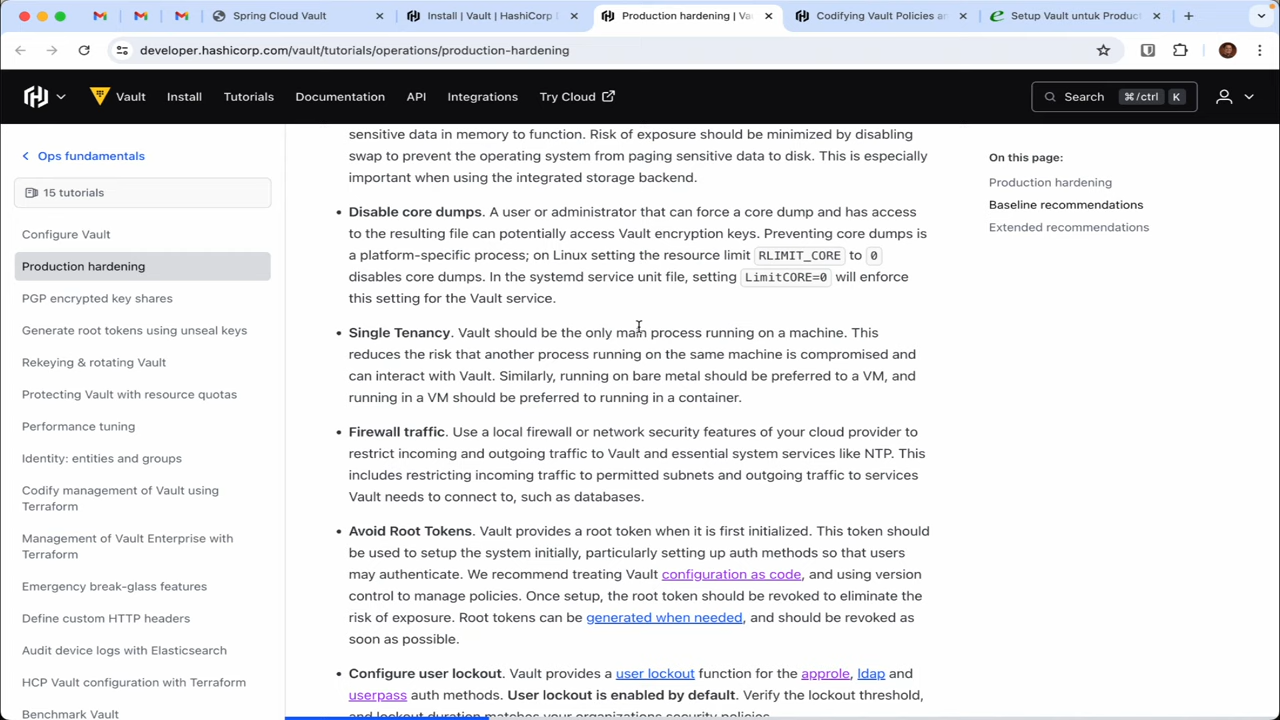 Spring Cloud Vault
Install | Vault | HashiCorp
Production hardening | Va
Codifying Vault Policies a
Setup Vault untuk Produc
developer.hashicorp.com/vault/tutorials/operations/production-hardening
Vault
Install
Tutorials
Documentation
API
Integrations
Try Cloud
Search
⌘/ctrl
K
Ops fundamentals
15 tutorials
Configure Vault
Production hardening
PGP encrypted key shares
Generate root tokens using unseal keys
Rekeying & rotating Vault
Protecting Vault with resource quotas
Performance tuning
Identity: entities and groups
Codify management of Vault using
Terraform
Management of Vault Enterprise with
Terraform
Emergency break-glass features
Define custom HTTP headers
Audit device logs with Elasticsearch
HCP Vault configuration with Terraform
Benchmark Vault
sensitive data in memory to function. Risk of exposure should be minimized by disabling
swap to prevent the operating system from paging sensitive data to disk. This is especially
important when using the integrated storage backend.
• Disable core dumps. A user or administrator that can force a core dump and has access
to the resulting file can potentially access Vault encryption keys. Preventing core dumps is
a platform-specific process; on Linux setting the resource limit RLIMIT_CORE to 0
disables core dumps. In the systemd service unit file, setting LimitCORE=0 will enforce
this setting for the Vault service.
• Single Tenancy. Vault should be the only main process running on a machine. This
reduces the risk that another process running on the same machine is compromised and
can interact with Vault. Similarly, running on bare metal should be preferred to a VM, and
running in a VM should be preferred to running in a container.
• Firewall traffic. Use a local firewall or network security features of your cloud provider to
restrict incoming and outgoing traffic to Vault and essential system services like NTP. This
includes restricting incoming traffic to permitted subnets and outgoing traffic to services
Vault needs to connect to, such as databases.
• Avoid Root Tokens. Vault provides a root token when it is first initialized. This token should
be used to setup the system initially, particularly setting up auth methods so that users
may authenticate. We recommend treating Vault configuration as code, and using version
control to manage policies. Once setup, the root token should be revoked to eliminate the
risk of exposure. Root tokens can be generated when needed, and should be revoked as
soon as possible.
• Configure user lockout. Vault provides a user lockout function for the approle, ldap and
userpass auth methods. User lockout is enabled by default. Verify the lockout threshold,
and lockout duration matches your organizations security policies.
On this page:
Production hardening
Baseline recommendations
Extended recommendations